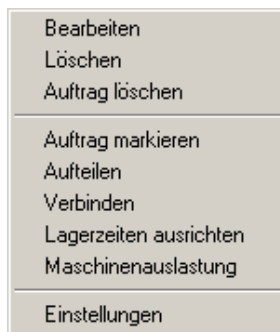 Bearbeiten
Löschen
Auftrag löschen
Auftrag markieren
Aufteilen
Verbinden
Lagerzeiten ausrichten
Maschinenauslastung
Einstellungen